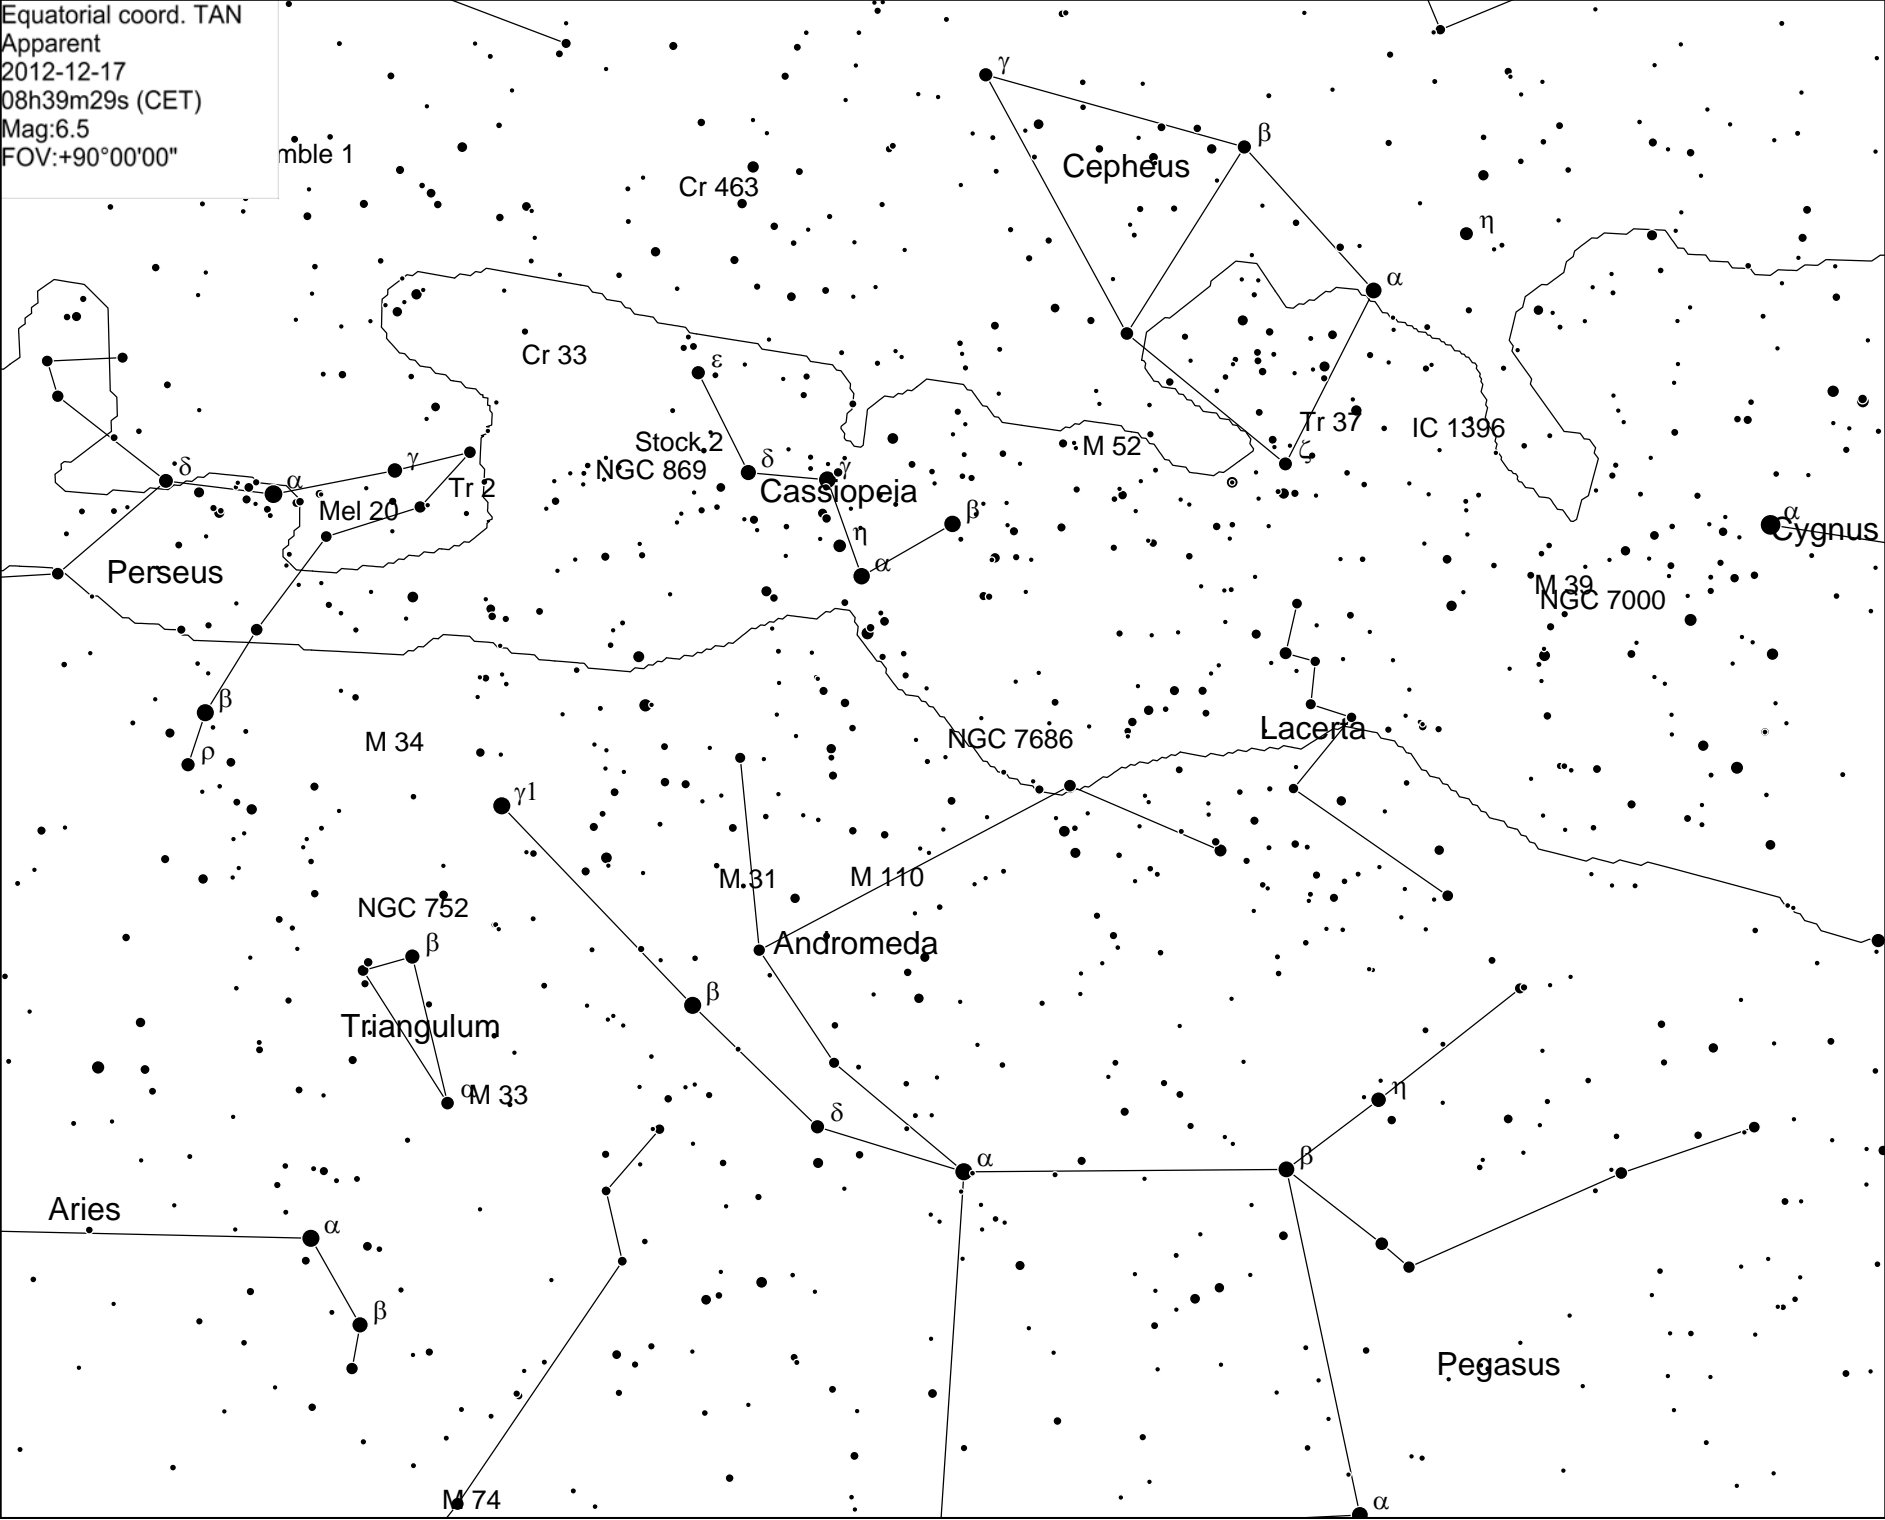 Equatorial coord. TAN
Apparent
2012-12-17
08h39m29s (CET)
Mag:6.5
FOV:+90°00'00"
mble 1
γ
β
Cepheus
Cr 463
η
α
Cr 33
ε
Tr 37
IC 1396
ζ
M 52
Stock 2
NGC 869
δ
γ
Cassiopeja
β
η
α
δ
α
γ
Tr 2
Mel 20
Perseus
α
Cygnus
M 39
NGC 7000
β
ρ
M 34
NGC 7686
Lacerta
γ1
M 31
M 110
NGC 752
β
Andromeda
β
Triangulum
α
M 33
δ
α
η
β
Aries
α
β
Pegasus
M 74
α